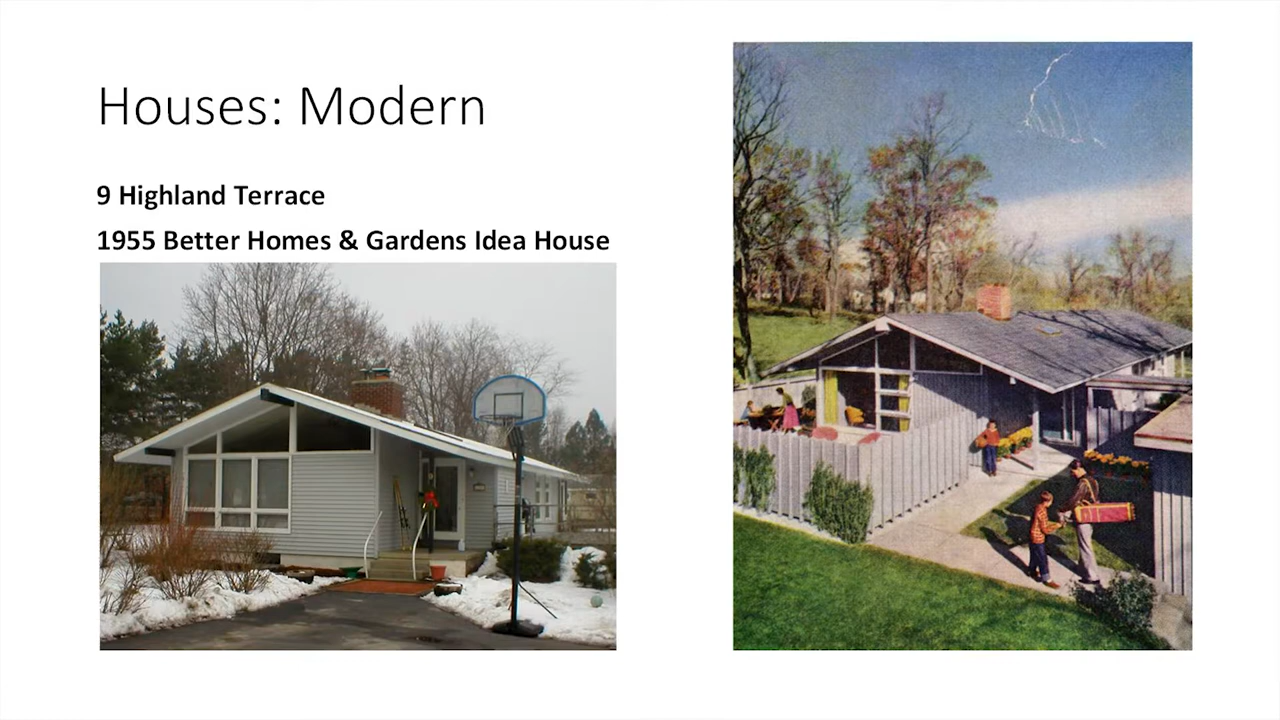 Houses: Modern
9 Highland Terrace
1955 Better Homes & Gardens Idea House